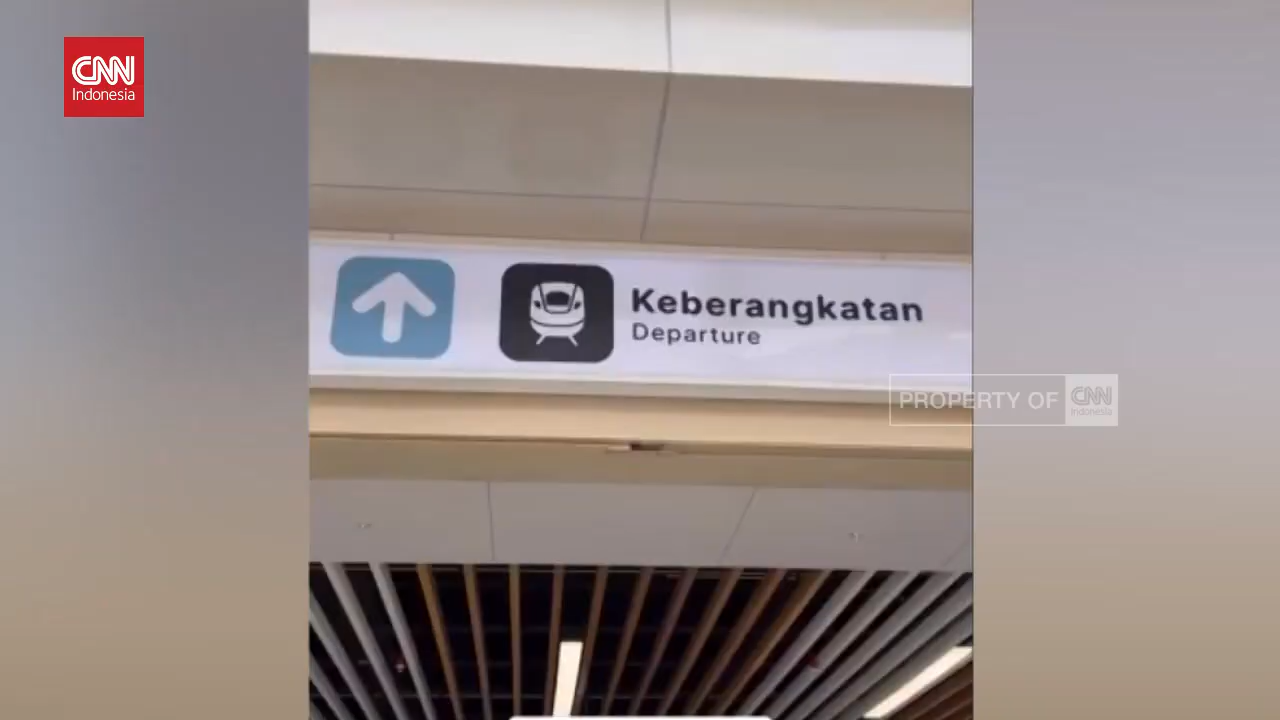 CNN
Indonesia
Keberangkatan
Departure
PROPERTY OF CNN
Indonesia